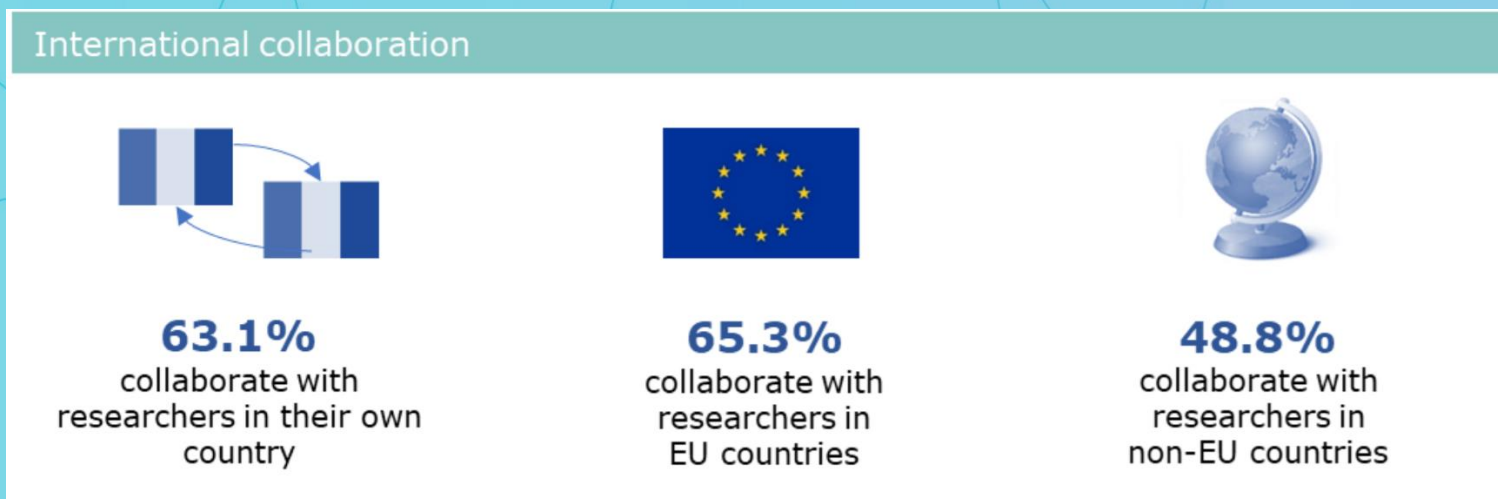 International collaboration
63.1%
collaborate with
researchers in their own
country
65.3%
collaborate with
researchers in
EU countries
48.8%
collaborate with
researchers in
non-EU countries